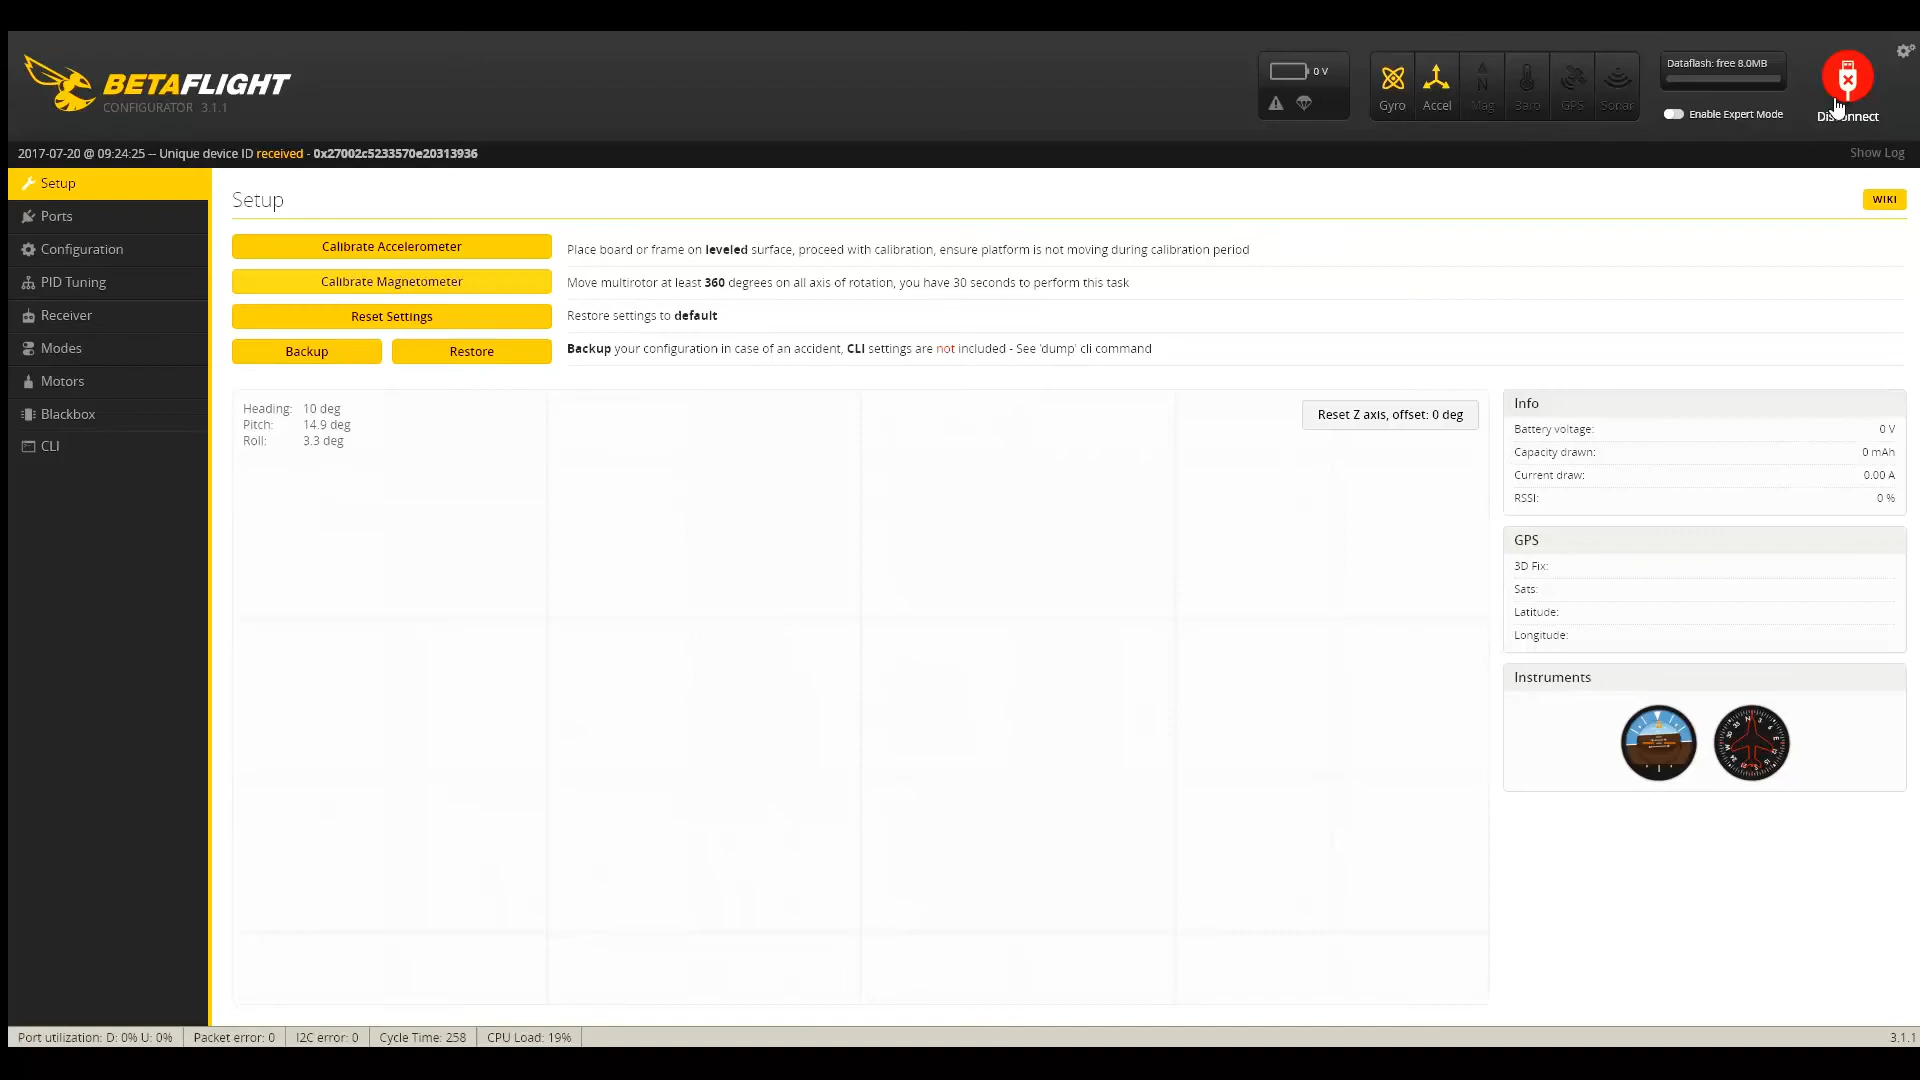 BETAFLIGHT
CONFIGURATOR 3.1.1
0 V
Gyro Accel Mag Baro GPS Sonar
Dataflash: free 8.0MB
Enable Expert Mode
Disconnect
2017-07-20 @ 09:24:25 -- Unique device ID received - 0x27002c5233570e20313936
Show Log
Setup
Ports
Configuration
PID Tuning
Receiver
Modes
Motors
Blackbox
CLI
Setup
WIKI
Calibrate Accelerometer
Place board or frame on leveled surface, proceed with calibration, ensure platform is not moving during calibration period
Calibrate Magnetometer
Move multirotor at least 360 degrees on all axis of rotation, you have 30 seconds to perform this task
Reset Settings
Restore settings to default
Backup Restore
Backup your configuration in case of an accident, CLI settings are not included - See 'dump' cli command
Heading: 10 deg
Pitch: 14.9 deg
Roll: 3.3 deg
Reset Z axis, offset: 0 deg
Info
Battery voltage: 0 V
Capacity drawn: 0 mAh
Current draw: 0.00 A
RSSI: 0 %
GPS
3D Fix:
Sats:
Latitude:
Longitude:
Instruments
Port utilization: D: 0% U: 0% Packet error: 0 I2C error: 0 Cycle Time: 258 CPU Load: 19% 3.1.1